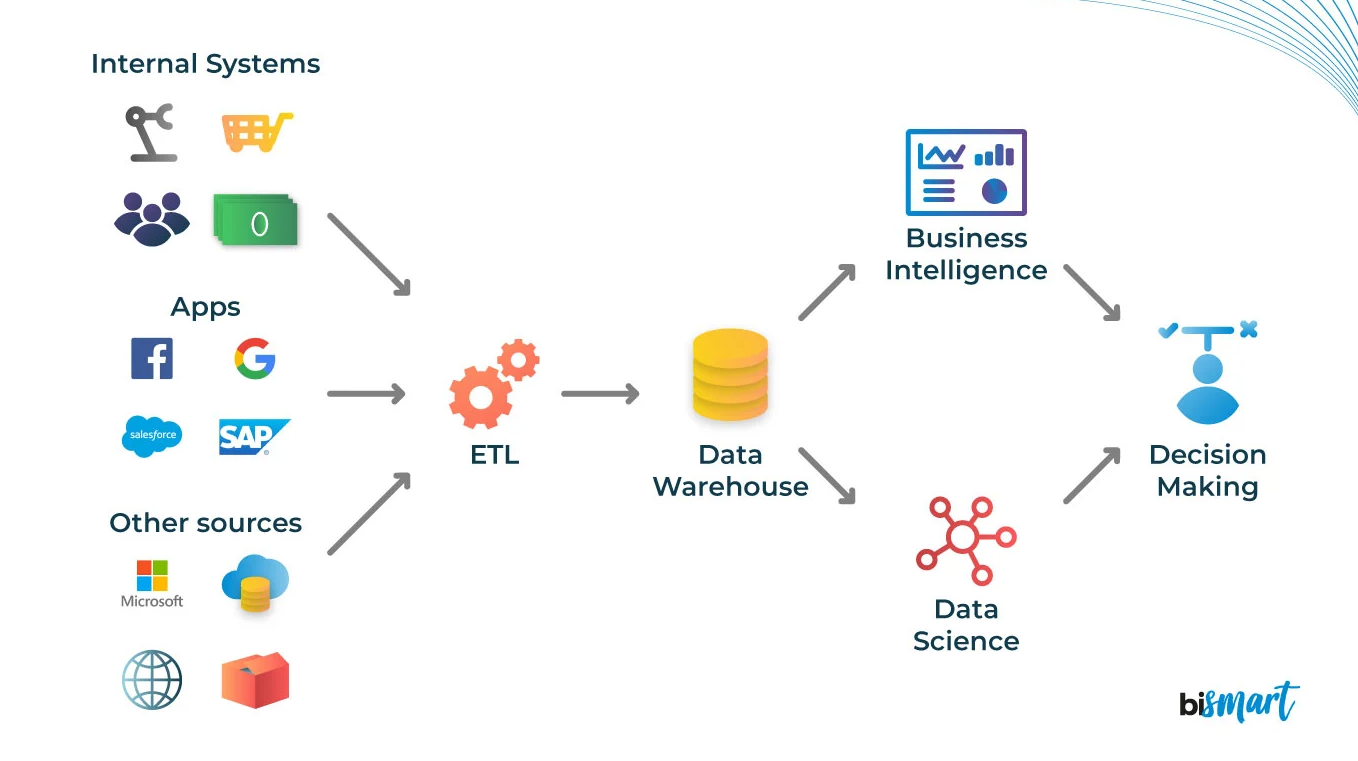 Internal Systems
0
Apps
f
G
salesforce
SAP
Other sources
Microsoft
ETL
Data
Warehouse
Business
Intelligence
Data
Science
Decision
Making
bismart